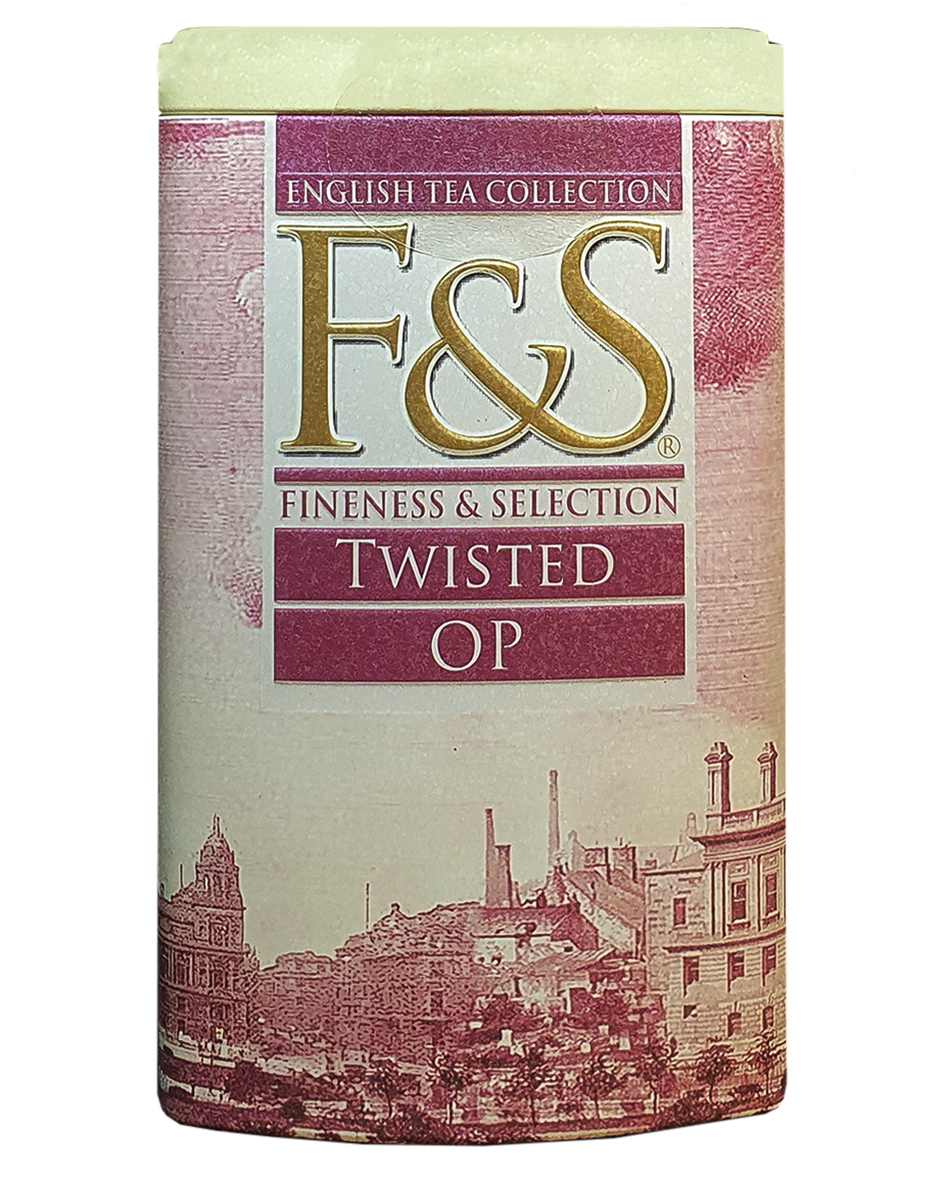 ENGLISH TEA COLLECTION
F&S
®
FINENESS & SELECTION
TWISTED
OP